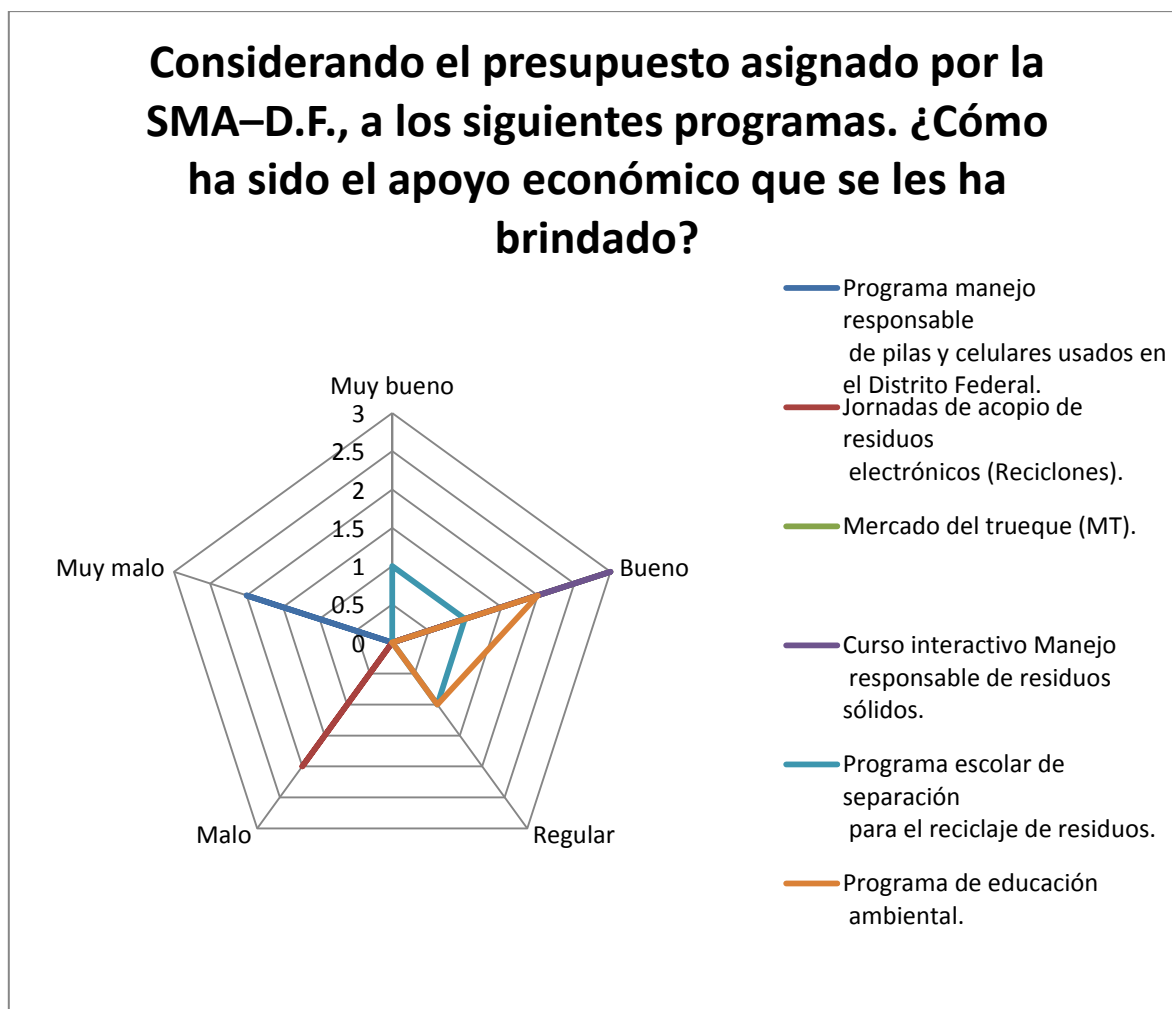 Considerando el presupuesto asignado por la
SMA–D.F., a los siguientes programas. ¿Cómo
ha sido el apoyo económico que se les ha
brindado?
Programa manejo
responsable
de pilas y celulares usados en
el Distrito Federal.
Jornadas de acopio de
residuos
electrónicos (Reciclones).
Mercado del trueque (MT).
Curso interactivo Manejo
responsable de residuos
sólidos.
Programa escolar de
separación
para el reciclaje de residuos.
Programa de educación
ambiental.
Muy bueno
3
2.5
2
1.5
1
0.5
0
Muy malo
Bueno
Malo
Regular